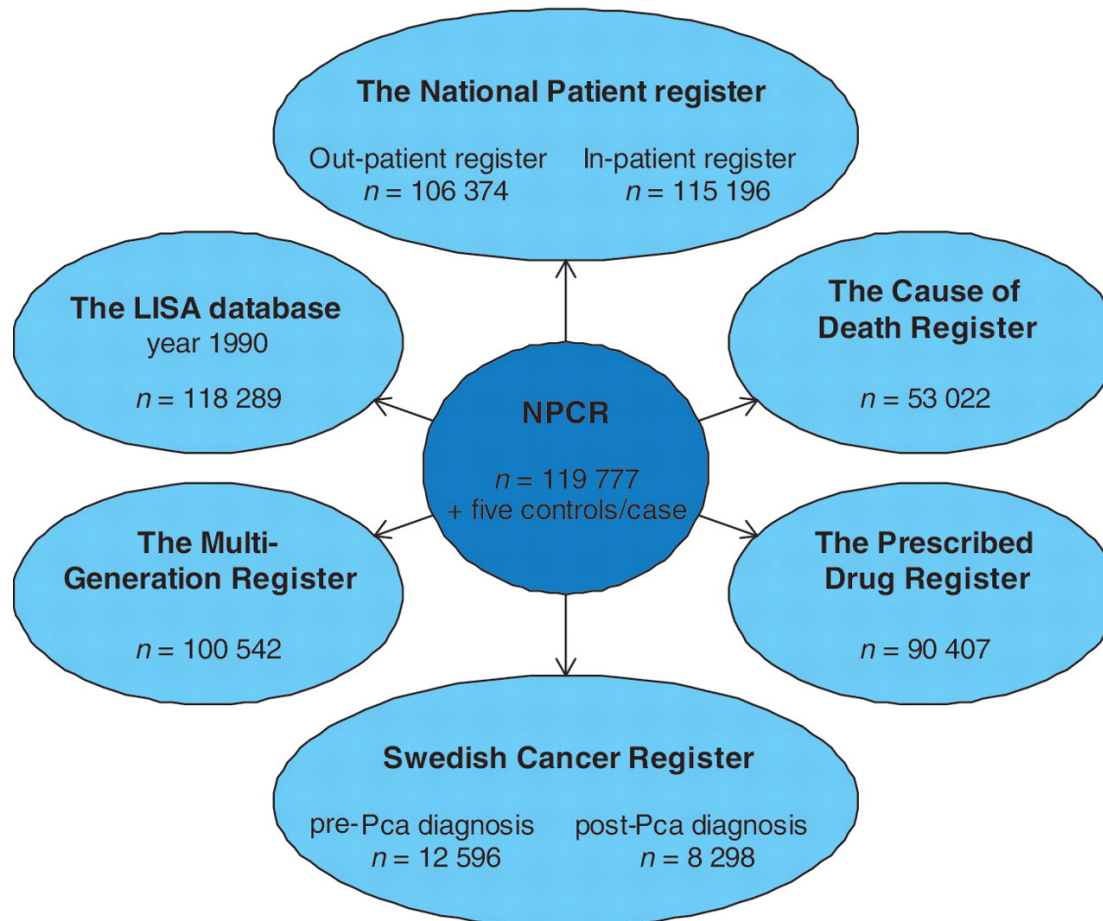 The National Patient register
Out-patient register In-patient register
n = 106 374 n = 115 196
The LISA database
year 1990
n = 118 289
The Cause of
Death Register
n = 53 022
NPCR
n = 119 777
+ five controls/case
The Multi-
Generation Register
n = 100 542
The Prescribed
Drug Register
n = 90 407
Swedish Cancer Register
pre-Pca diagnosis post-Pca diagnosis
n = 12 596 n = 8 298